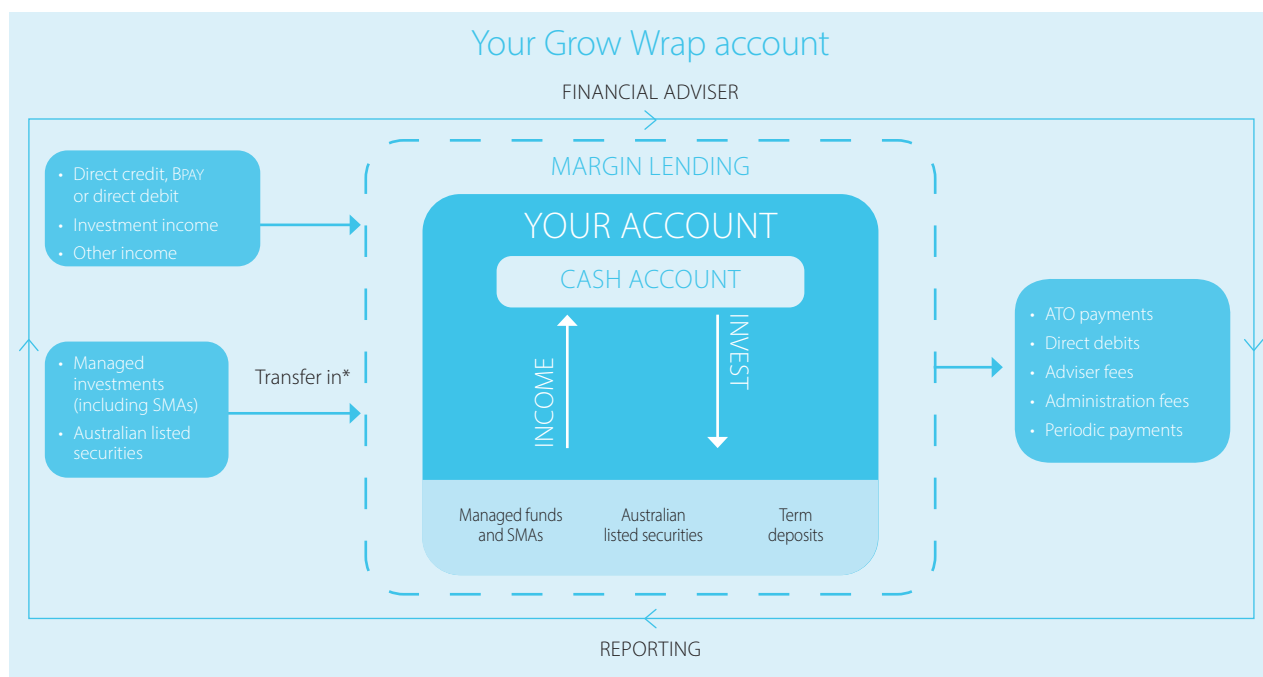 Your Grow Wrap account
FINANCIAL ADVISER
• Direct credit, BPAY
or direct debit
• Investment income
• Other income
• Managed
investments
(including SMAs)
• Australian listed
securities
Transfer in*
MARGIN LENDING
YOUR ACCOUNT
CASH ACCOUNT
INCOME
INVEST
Managed funds
and SMAs
Australian
listed securities
Term
deposits
• ATO payments
• Direct debits
• Adviser fees
• Administration fees
• Periodic payments
REPORTING